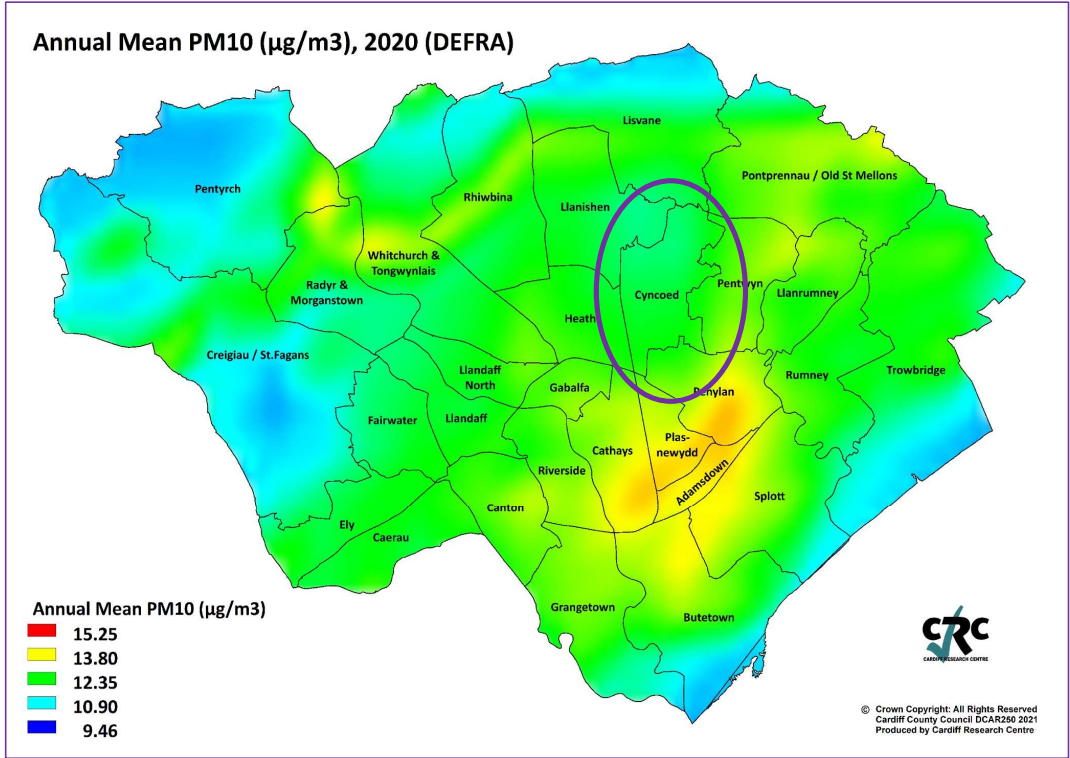 Annual Mean PM10 (µg/m3), 2020 (DEFRA)
Lisvane
Pontprennau / Old St Mellons
Pentyrch
Rhiwbina
Llanishen
Whitchurch &
Tongwynlais
Radyr &
Morganstown
Cyncoed
Pentwyn
Llanrumney
Heath
Creigiau / St.Fagans
Llandaff
North
Gabalfa
Rumney
Trowbridge
Penylan
Fairwater
Llandaff
Cathays
Plas-
newydd
Riverside
Adamsdown
Splott
Canton
Ely
Caerau
Grangetown
Butetown
Annual Mean PM10 (µg/m3)
15.25
13.80
12.35
10.90
9.46
CRC
CARDIFF RESEARCH CENTRE
© Crown Copyright: All Rights Reserved
Cardiff County Council DCAR260 2021
Produced by Cardiff Research Centre